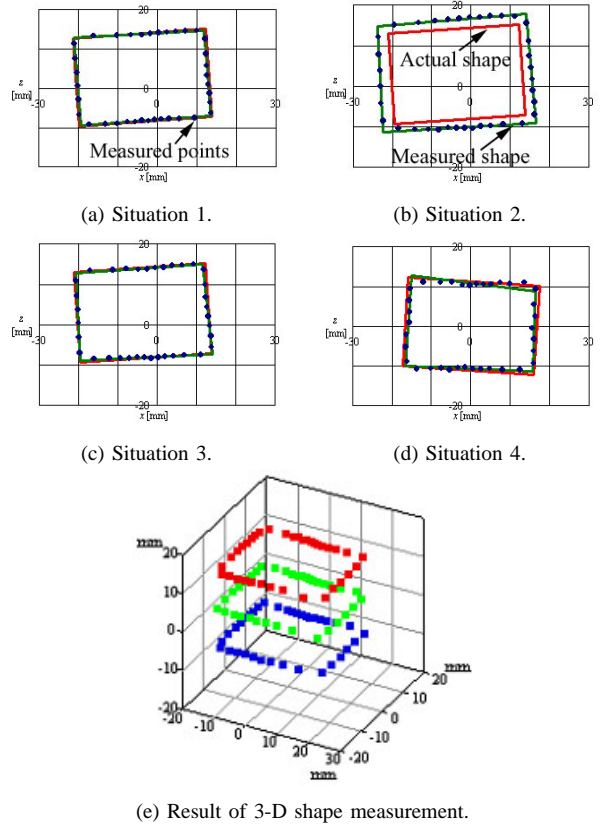 20
z
[mm]
-30
0
30
Measured points
-20
x [mm]
(a) Situation 1.
20
Actual shape
z
[mm]
-30
0
30
Measured shape
-20
x [mm]
(b) Situation 2.
20
z
[mm]
-30
0
30
-20
x [mm]
(c) Situation 3.
20
z
[mm]
-30
0
30
-20
x [mm]
(d) Situation 4.
mm
20
10
0
-10
-20
-20
-10
0
10
20
30
mm
-20
-10
0
10
20
mm
(e) Result of 3-D shape measurement.